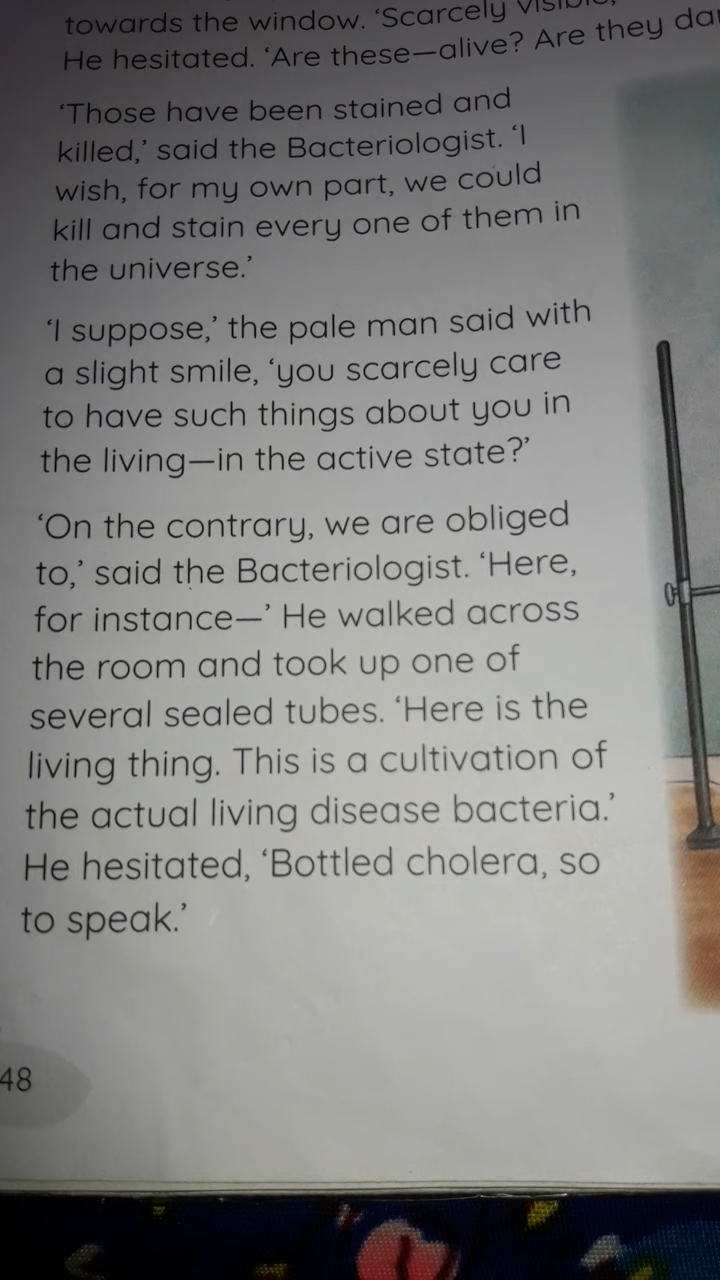 towards the window. ‘Scarcely visible,
He hesitated. ‘Are these—alive? Are they
‘Those have been stained and
killed,’ said the Bacteriologist. ‘I
wish, for my own part, we could
kill and stain every one of them in
the universe.’
‘I suppose,’ the pale man said with
a slight smile, ‘you scarcely care
to have such things about you in
the living—in the active state?’
‘On the contrary, we are obliged
to,’ said the Bacteriologist. ‘Here,
for instance—’ He walked across
the room and took up one of
several sealed tubes. ‘Here is the
living thing. This is a cultivation of
the actual living disease bacteria.’
He hesitated, ‘Bottled cholera, so
to speak.’
48